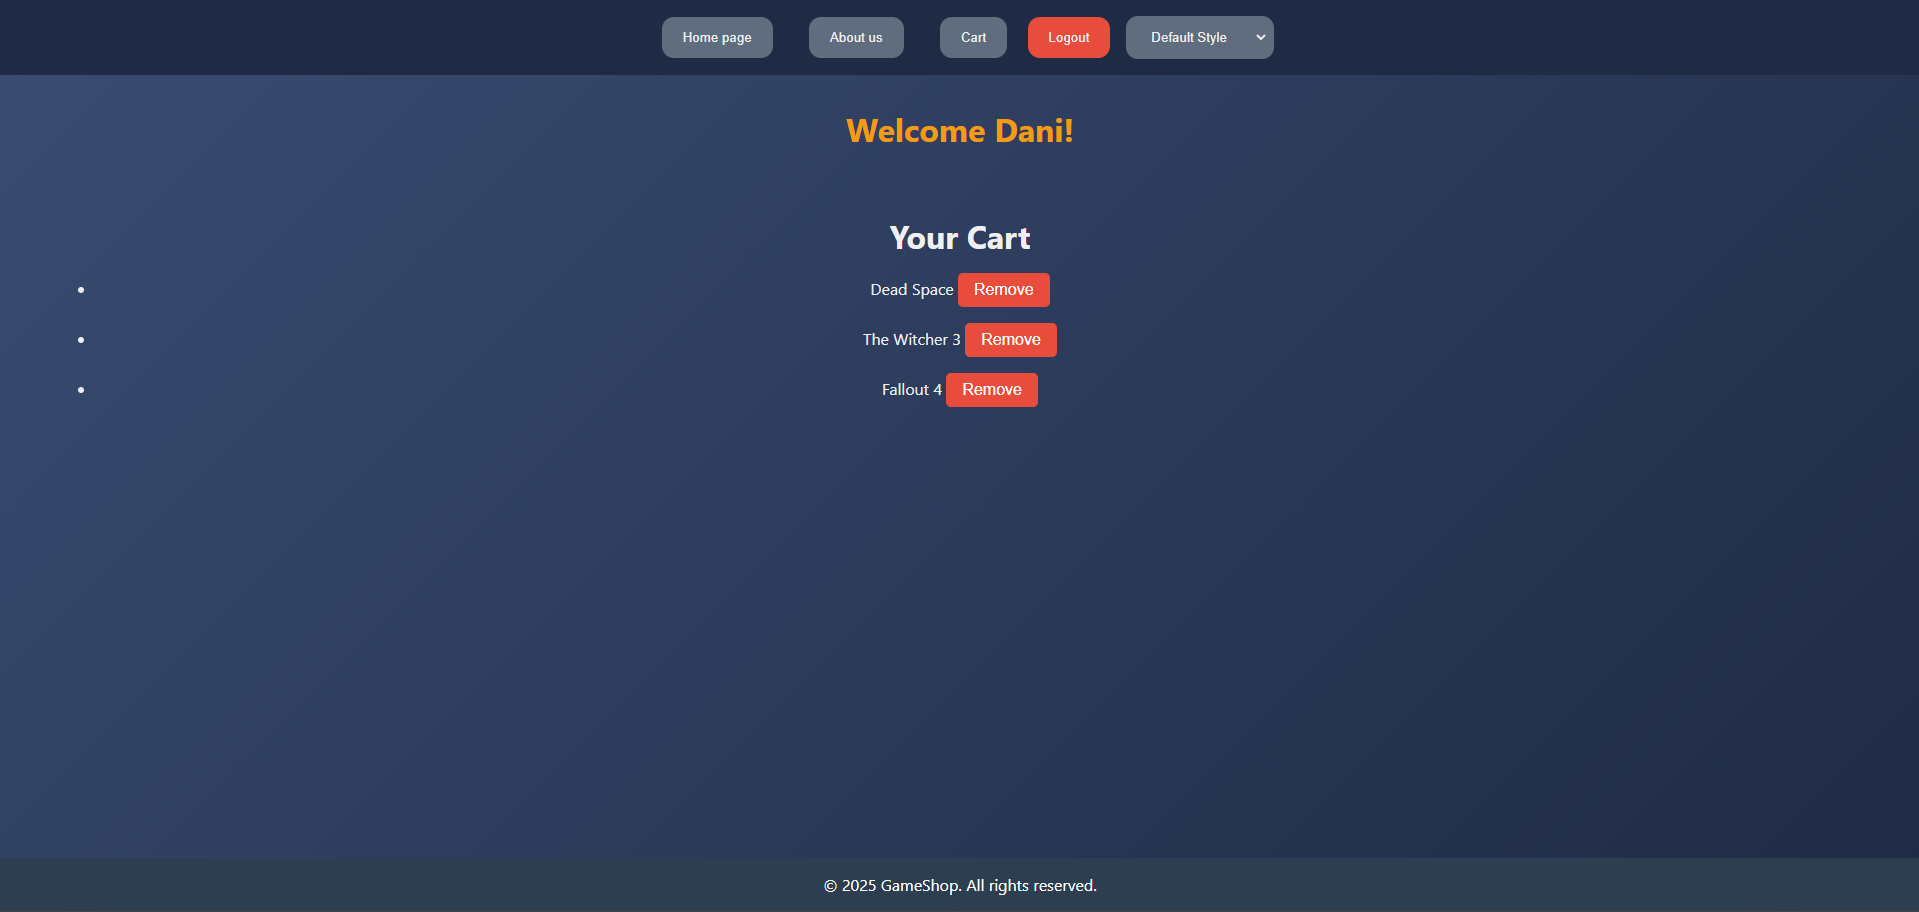 Home page About us Cart Logout Default Style
Welcome Dani!
Your Cart
• Dead Space Remove
• The Witcher 3 Remove
• Fallout 4 Remove
© 2025 GameShop. All rights reserved.